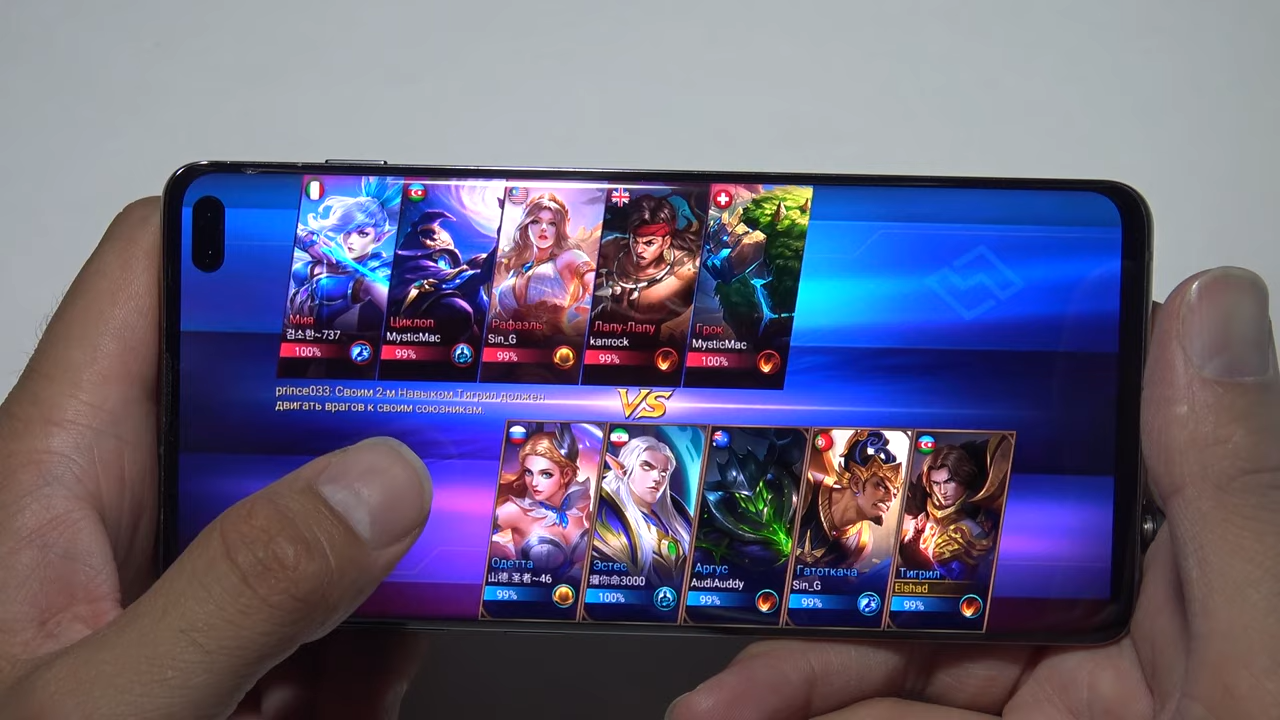 Мия
검소한~737
100%
Циклоп
MysticMac
99%
Рафаэль
Sin_G
99%
Лапу-Лапу
kanrock
99%
Грок
MysticMac
100%
prince033: Своим 2-м Навыком Тигрил должен
двигать врагов к своим союзникам.
VS
Одетта
山德.圣者~46
99%
Эстес
攞你命3000
100%
Аргус
AudiAuddy
99%
Гатоткача
Sin_G
99%
Тигрил
Elshad
99%